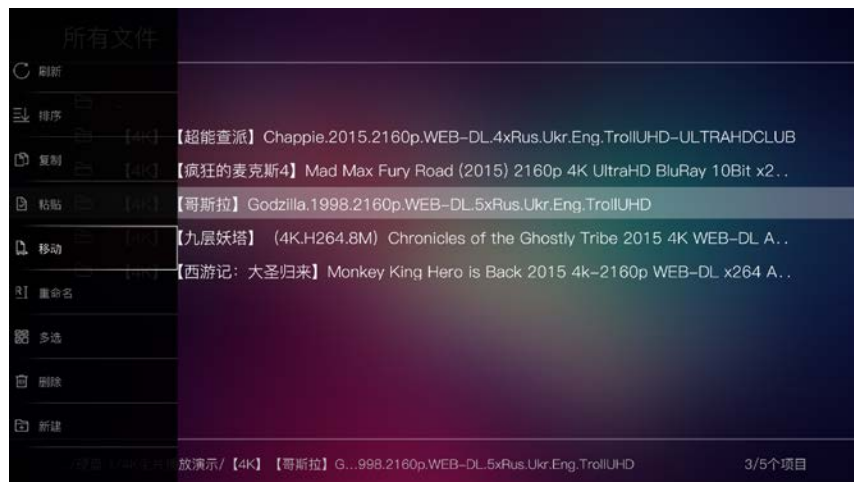 所有文件
刷新
排序
复制
粘贴
移动
重命名
多选
删除
新建
【4K】【超能查派】Chappie.2015.2160p.WEB-DL.4xRus.Ukr.Eng.TrollUHD-ULTRAHDCLUB
【4K】【疯狂的麦克斯4】Mad Max Fury Road (2015) 2160p 4K UltraHD BluRay 10Bit x2..
【4K】【哥斯拉】Godzilla.1998.2160p.WEB-DL.5xRus.Ukr.Eng.TrollUHD
【4K】【九层妖塔】（4K.H264.8M）Chronicles of the Ghostly Tribe 2015 4K WEB-DL A..
【4K】【西游记：大圣归来】Monkey King Hero is Back 2015 4k-2160p WEB-DL x264 A..
放演示/【4K】【哥斯拉】G...998.2160p.WEB-DL.5xRus.Ukr.Eng.TrollUHD
3/5个项目